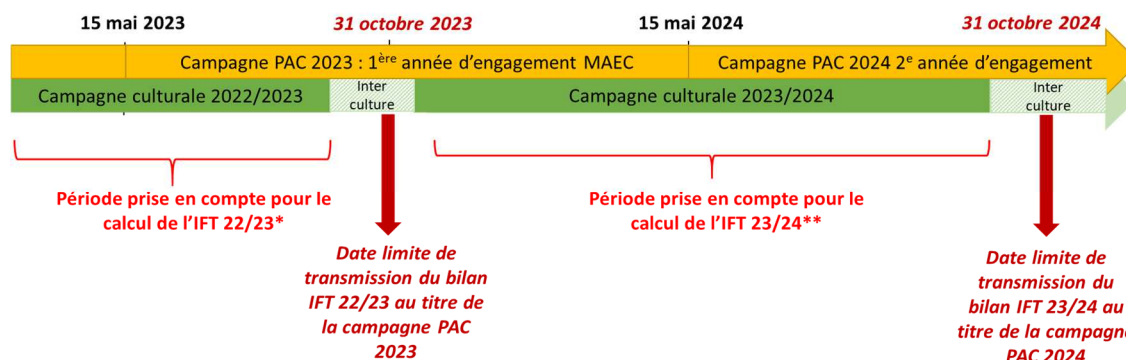 15 mai 2023
31 octobre 2023
15 mai 2024
31 octobre 2024
Campagne PAC 2023 : 1ère année d'engagement MAEC
Campagne PAC 2024 2e année d'engagement
Campagne culturale 2022/2023
Inter
culture
Campagne culturale 2023/2024
Inter
culture
Période prise en compte pour le
calcul de l'IFT 22/23*
Période prise en compte pour le
calcul de l'IFT 23/24**
Date limite de
transmission du bilan
IFT 22/23 au titre de
la campagne PAC
2023
Date limite de
transmission du
bilan IFT 23/24 au
titre de la campagne
PAC 2024